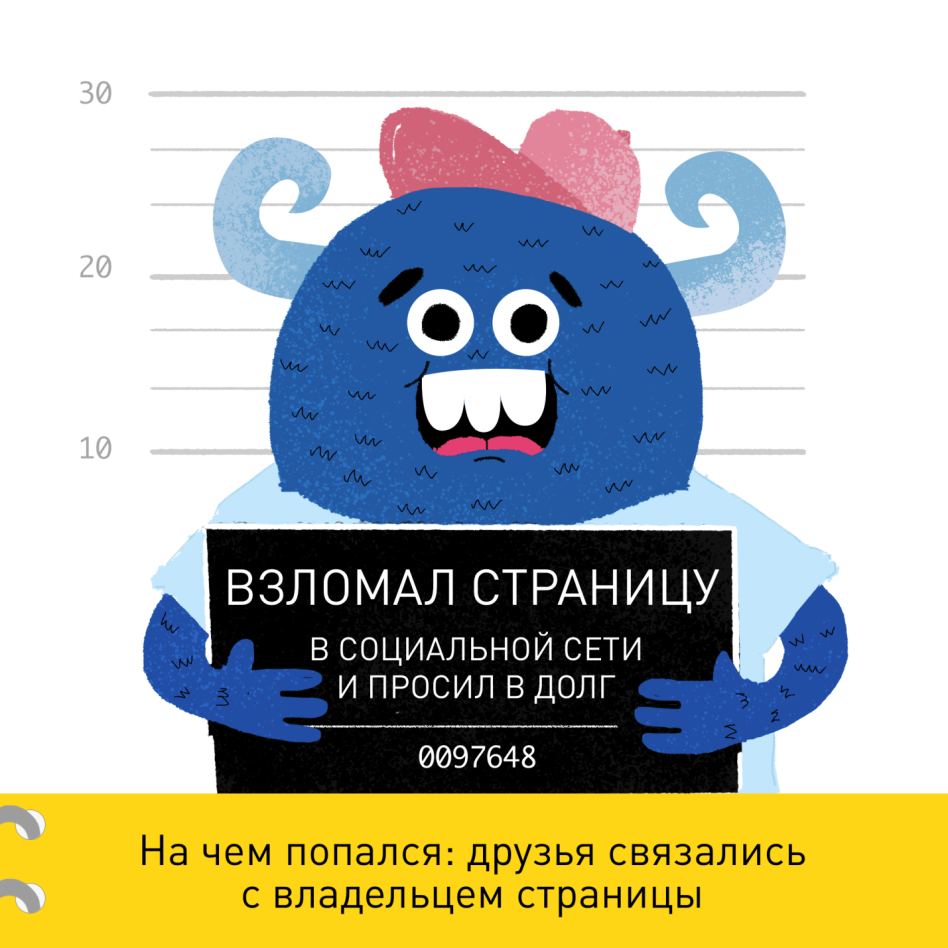 30
20
10
ВЗЛОМАЛ СТРАНИЦУ
В СОЦИАЛЬНОЙ СЕТИ
И ПРОСИЛ В ДОЛГ
0097648
На чем попался: друзья связались
с владельцем страницы